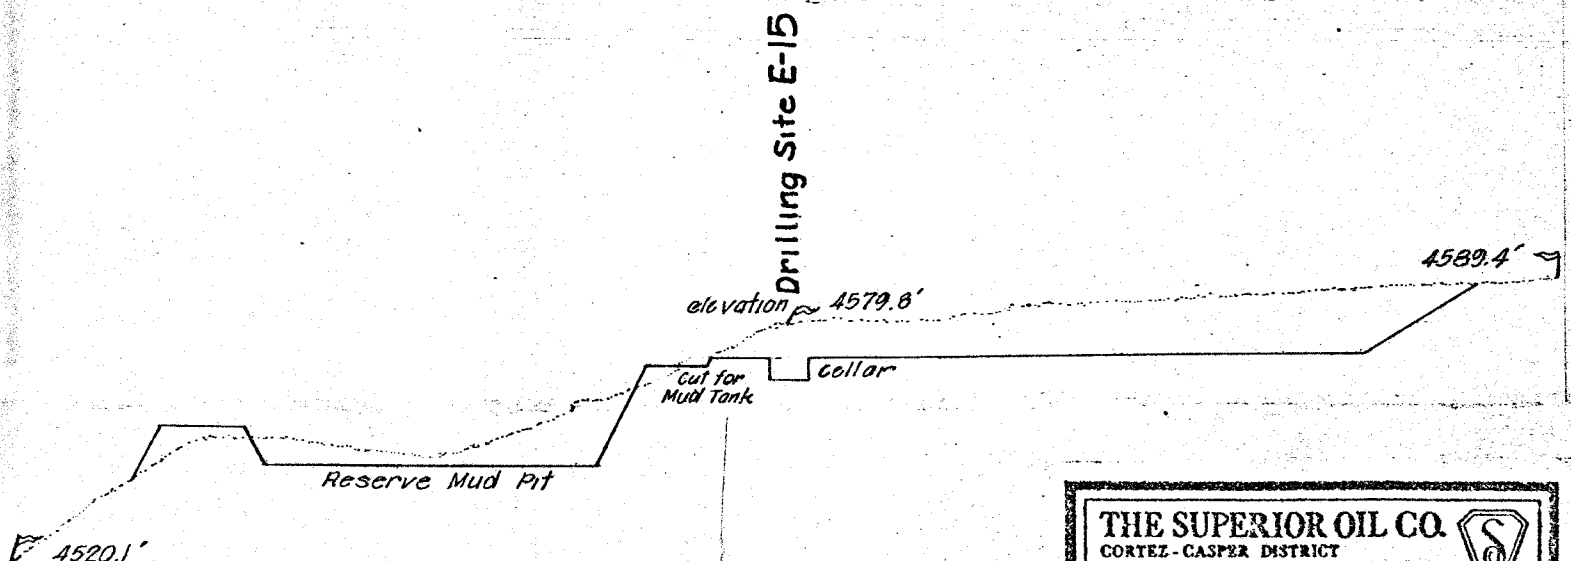 Drilling Site E-15
4589.4'
elevation 4579.8'
Cut for
Mud Tank
Cellar
Reserve Mud Pit
4520.1'
THE SUPERIOR OIL CO.
CORTEZ - CASPER DISTRICT